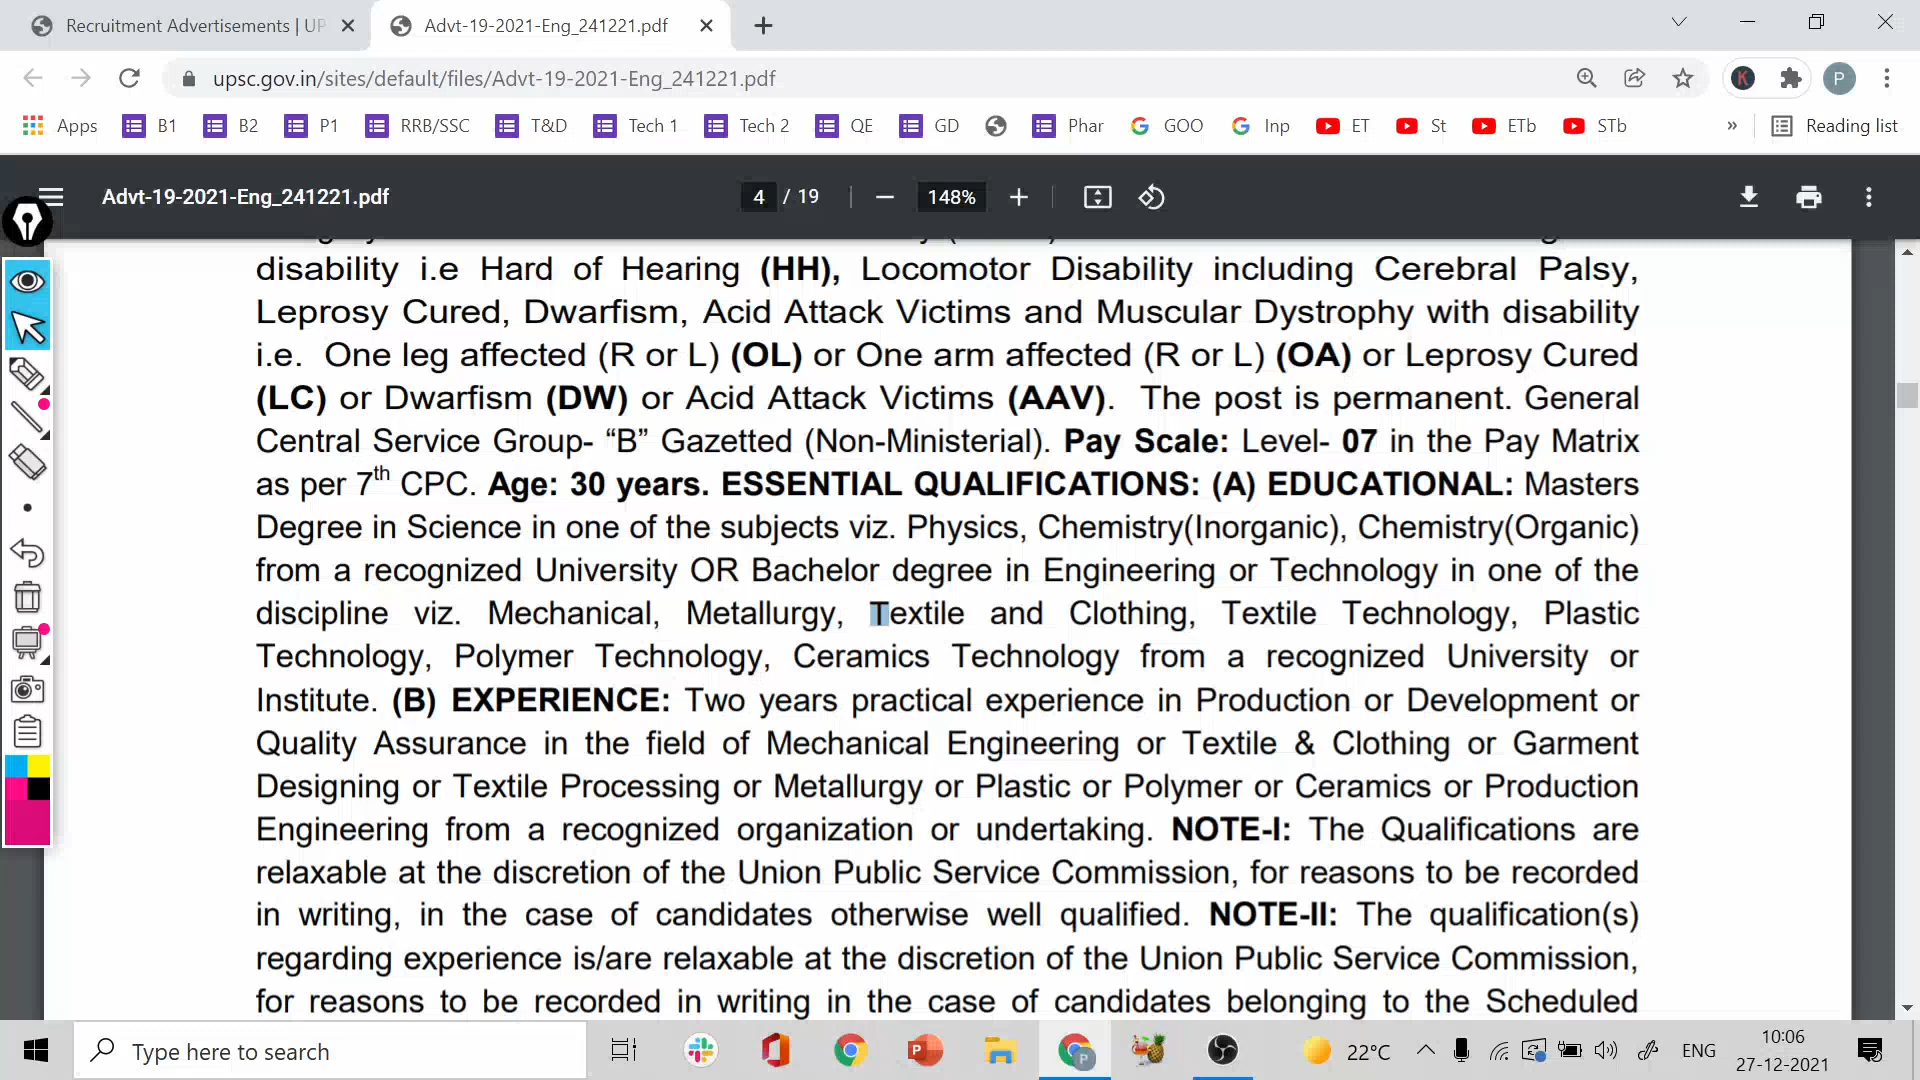 Recruitment Advertisements | UP
Advt-19-2021-Eng_241221.pdf
upsc.gov.in/sites/default/files/Advt-19-2021-Eng_241221.pdf
K
P
Apps B1 B2 P1 RRB/SSC T&D Tech 1 Tech 2 QE GD Phar GOO Inp ET St ETb STb » Reading list
Advt-19-2021-Eng_241221.pdf 4 / 19 148%
disability i.e Hard of Hearing (HH), Locomotor Disability including Cerebral Palsy,
Leprosy Cured, Dwarfism, Acid Attack Victims and Muscular Dystrophy with disability
i.e. One leg affected (R or L) (OL) or One arm affected (R or L) (OA) or Leprosy Cured
(LC) or Dwarfism (DW) or Acid Attack Victims (AAV). The post is permanent. General
Central Service Group- “B” Gazetted (Non-Ministerial). Pay Scale: Level- 07 in the Pay Matrix
as per 7th CPC. Age: 30 years. ESSENTIAL QUALIFICATIONS: (A) EDUCATIONAL: Masters
Degree in Science in one of the subjects viz. Physics, Chemistry(Inorganic), Chemistry(Organic)
from a recognized University OR Bachelor degree in Engineering or Technology in one of the
discipline viz. Mechanical, Metallurgy, Textile and Clothing, Textile Technology, Plastic
Technology, Polymer Technology, Ceramics Technology from a recognized University or
Institute. (B) EXPERIENCE: Two years practical experience in Production or Development or
Quality Assurance in the field of Mechanical Engineering or Textile & Clothing or Garment
Designing or Textile Processing or Metallurgy or Plastic or Polymer or Ceramics or Production
Engineering from a recognized organization or undertaking. NOTE-I: The Qualifications are
relaxable at the discretion of the Union Public Service Commission, for reasons to be recorded
in writing, in the case of candidates otherwise well qualified. NOTE-II: The qualification(s)
regarding experience is/are relaxable at the discretion of the Union Public Service Commission,
for reasons to be recorded in writing in the case of candidates belonging to the Scheduled
Type here to search
P
P
22°C
ENG
10:06
27-12-2021